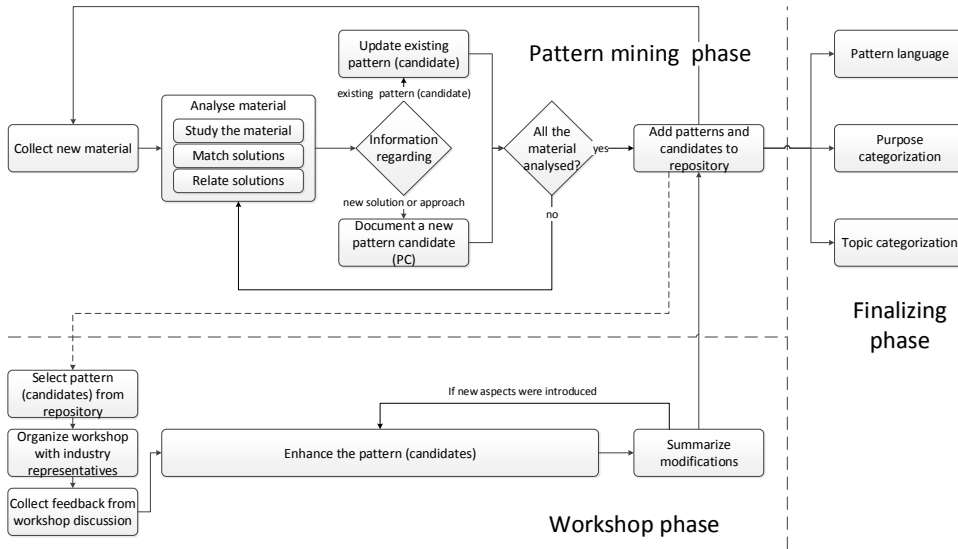 Pattern mining phase
Collect new material
Analyse material
Study the material
Match solutions
Relate solutions
Update existing
pattern (candidate)
existing pattern (candidate)
Information
regarding
new solution or approach
Document a new
pattern candidate
(PC)
All the
material
analysed?
yes
no
Add patterns and
candidates to
repository
Pattern language
Purpose
categorization
Topic categorization
Finalizing
phase
Select pattern
(candidates) from
repository
Organize workshop
with industry
representatives
Collect feedback from
workshop discussion
If new aspects were introduced
Enhance the pattern (candidates)
Summarize
modifications
Workshop phase